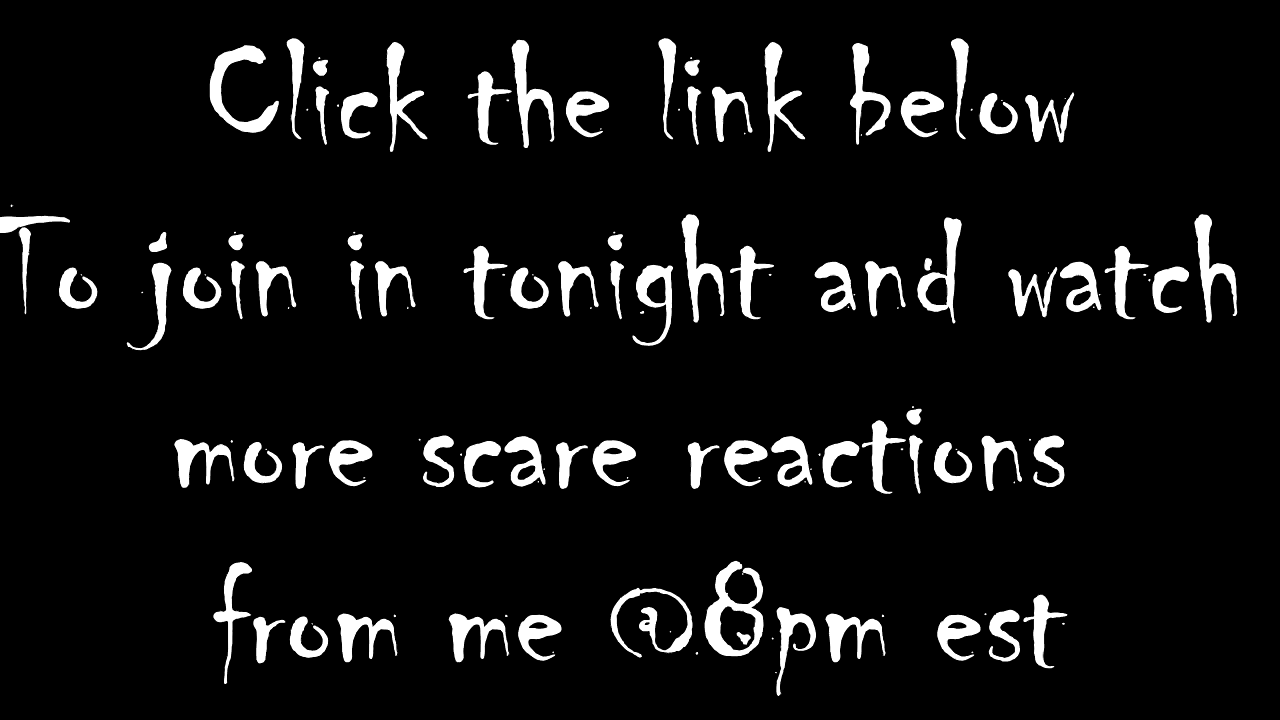 Click the link below
To join in tonight and watch
more scare reactions
from me @8pm est